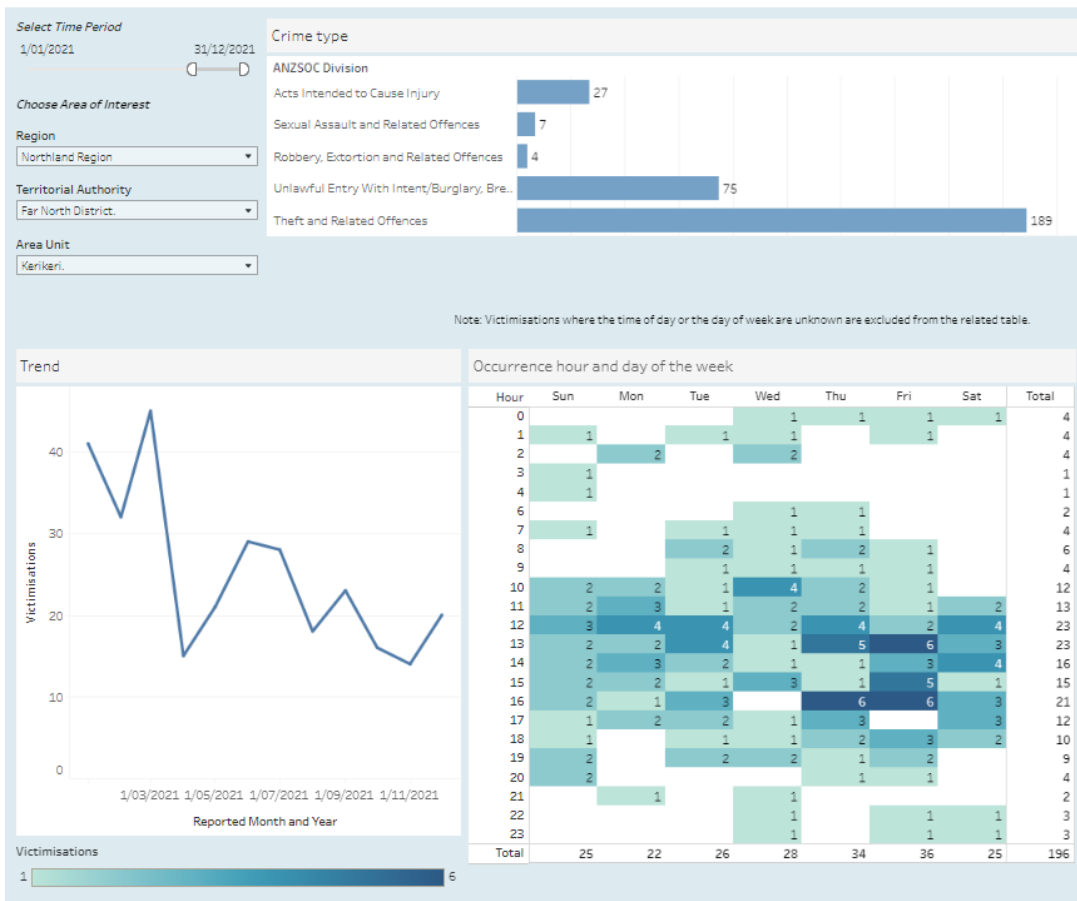 Select Time Period
1/01/2021 31/12/2021
Choose Area of Interest
Region
Northland Region
Territorial Authority
Far North District.
Area Unit
Kerikeri.
Crime type
ANZSOC Division
Acts Intended to Cause Injury 27
Sexual Assault and Related Offences 7
Robbery, Extortion and Related Offences 4
Unlawful Entry With Intent/Burglary, Bre.. 75
Theft and Related Offences 189
Note: Victimisations where the time of day or the day of week are unknown are excluded from the related table.
Trend
Victimisations
40
30
20
10
0
1/03/2021 1/05/2021 1/07/2021 1/09/2021 1/11/2021
Reported Month and Year
Victimisations
1 6
Occurrence hour and day of the week
Hour Sun Mon Tue Wed Thu Fri Sat Total
0 1 1 1 1 4
1 1 1 1 1 4
2 2 2 4
3 1 1
4 1 1
6 1 1 2
7 1 1 1 1 4
8 2 1 2 1 6
9 1 1 1 1 4
10 2 2 1 4 2 1 12
11 2 3 1 2 2 1 2 13
12 3 4 4 2 4 2 4 23
13 2 2 4 1 5 6 3 23
14 2 3 2 1 1 3 4 16
15 2 2 1 3 1 5 1 15
16 2 1 3 6 6 3 21
17 1 2 2 1 3 3 12
18 1 1 1 2 3 2 10
19 2 2 2 1 2 9
20 2 1 1 4
21 1 1 2
22 1 1 1 3
23 1 1 1 3
Total 25 22 26 28 34 36 25 196